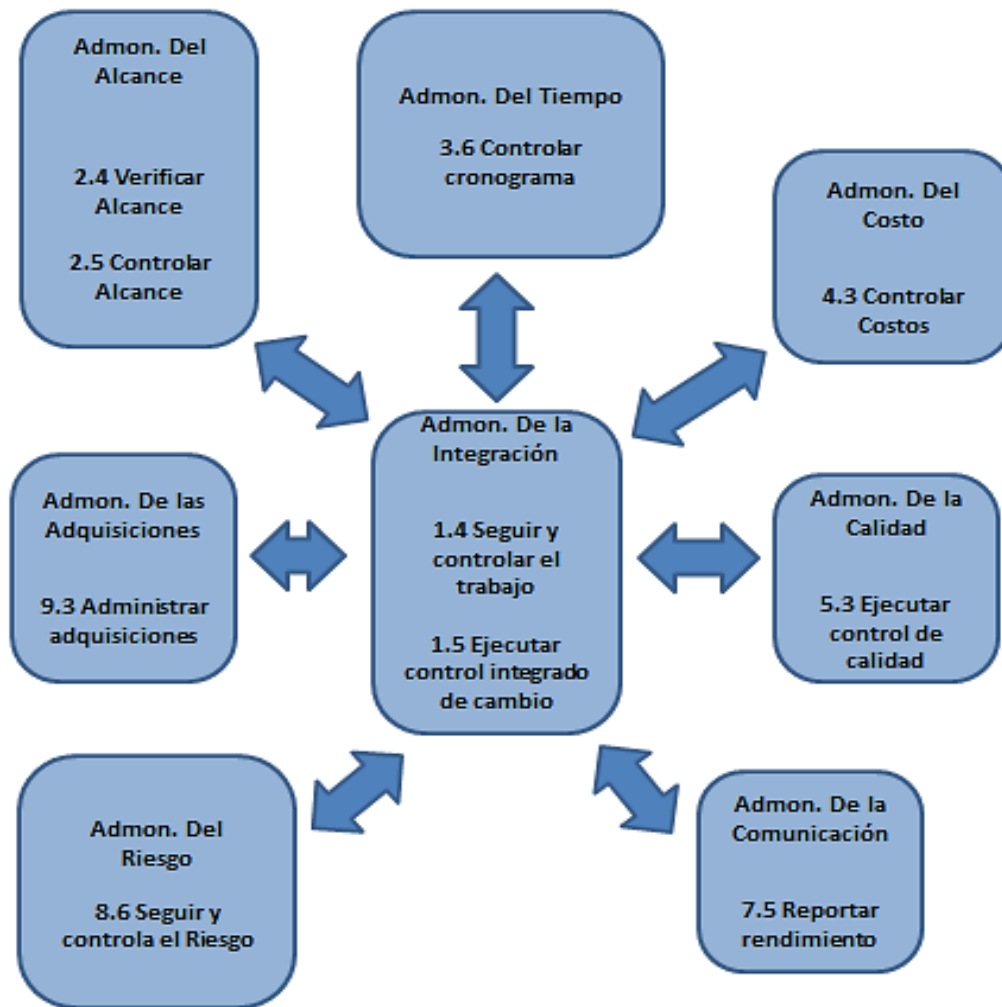 Admon. Del
Alcance
2.4 Verificar
Alcance
2.5 Controlar
Alcance
Admon. Del Tiempo
3.6 Controlar
cronograma
Admon. Del
Costo
4.3 Controlar
Costos
Admon. De las
Adquisiciones
9.3 Administrar
adquisiciones
Admon. De la
Integración
1.4 Seguir y
controlar el
trabajo
1.5 Ejecutar
control integrado
de cambio
Admon. De la
Calidad
5.3 Ejecutar
control de
calidad
Admon. Del
Riesgo
8.6 Seguir y
controla el Riesgo
Admon. De la
Comunicación
7.5 Reportar
rendimiento